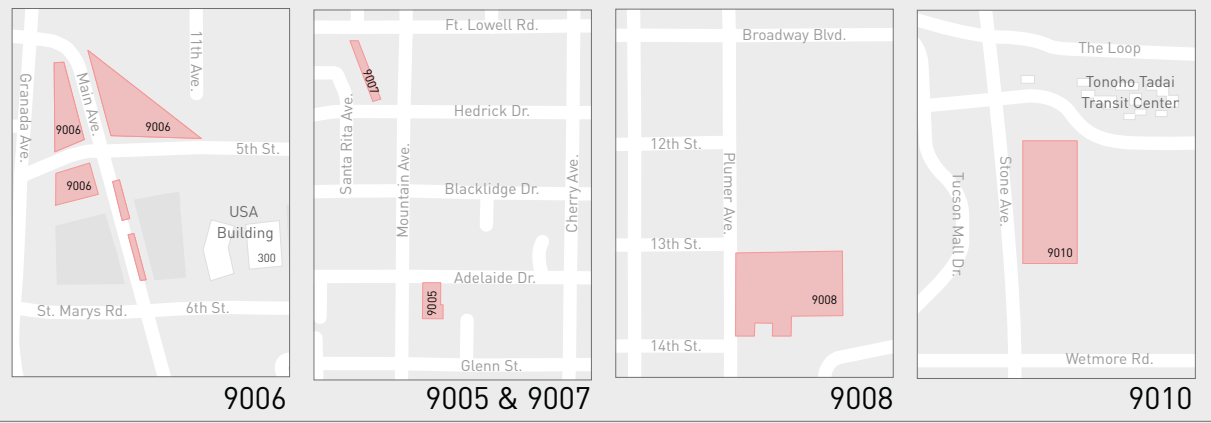 11th Ave.
Granada Ave.
Main Ave.
9006
9006
5th St.
9006
USA
Building
300
St. Marys Rd.
6th St.
9006
Ft. Lowell Rd.
9007
Santa Rita Ave.
Hedrick Dr.
Mountain Ave.
Cherry Ave.
Blacklidge Dr.
Adelaide Dr.
9005
Glenn St.
9005 & 9007
Broadway Blvd.
12th St.
Plumer Ave.
13th St.
9008
14th St.
9008
The Loop
Tonoho Tadai
Transit Center
Stone Ave.
Tucson Mall Dr.
9010
Wetmore Rd.
9010